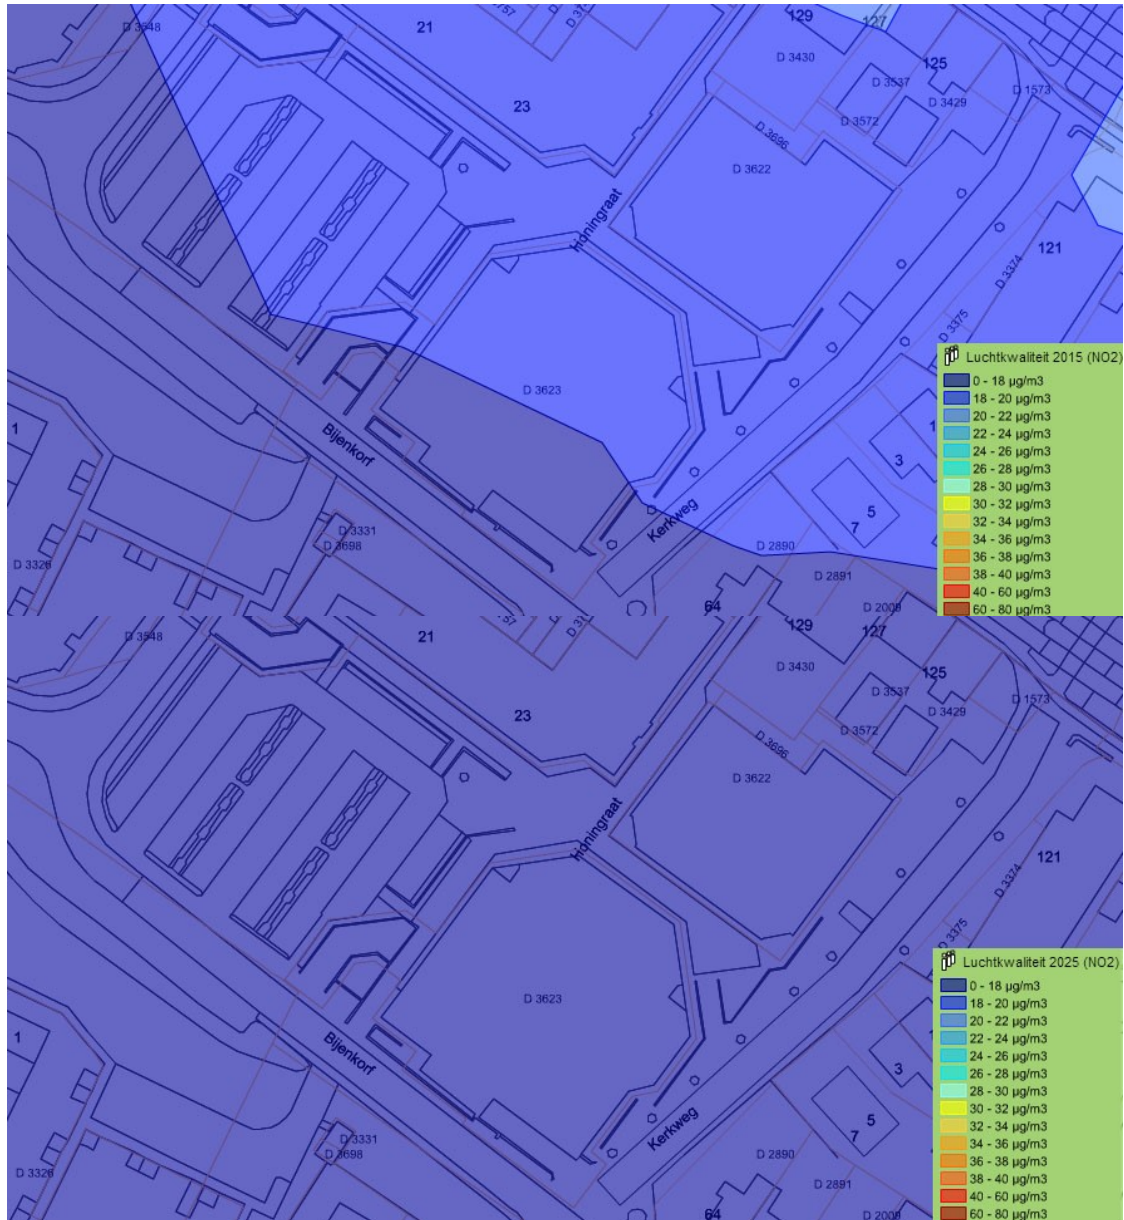 D 3548
21
23
129
127
D 3430
125
D 3537
D 3429
D 3572
D 1573
D 3696
D 3622
Honingraat
121
D 3374
D 3375
D 3623
Bijenkorf
1
3
5
7
Kerkweg
D 3331
D 3698
D 3326
D 2890
D 2891
D 2009
64
Luchtkwaliteit 2015 (NO2)
0 - 18 µg/m3
18 - 20 µg/m3
20 - 22 µg/m3
22 - 24 µg/m3
24 - 26 µg/m3
26 - 28 µg/m3
28 - 30 µg/m3
30 - 32 µg/m3
32 - 34 µg/m3
34 - 36 µg/m3
36 - 38 µg/m3
38 - 40 µg/m3
40 - 60 µg/m3
60 - 80 µg/m3
D 3548
21
23
129
127
D 3430
125
D 3537
D 3429
D 3572
D 1573
D 3696
D 3622
Honingraat
121
D 3374
D 3375
D 3623
Bijenkorf
1
3
5
7
Kerkweg
D 3331
D 3698
D 3326
D 2890
D 2891
D 2009
64
Luchtkwaliteit 2025 (NO2)
0 - 18 µg/m3
18 - 20 µg/m3
20 - 22 µg/m3
22 - 24 µg/m3
24 - 26 µg/m3
26 - 28 µg/m3
28 - 30 µg/m3
30 - 32 µg/m3
32 - 34 µg/m3
34 - 36 µg/m3
36 - 38 µg/m3
38 - 40 µg/m3
40 - 60 µg/m3
60 - 80 µg/m3